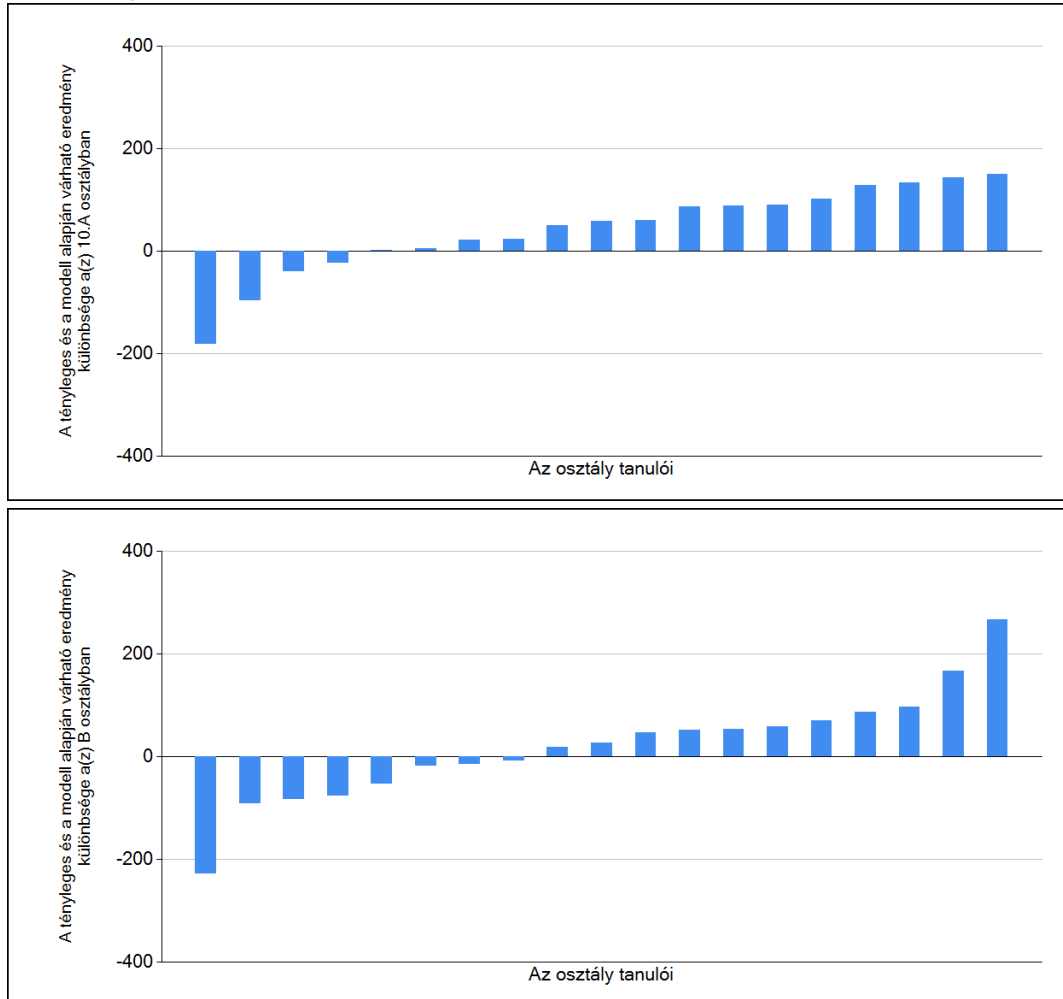 A tényleges és a modell alapján várható eredmény
különbsége a(z) 10.A osztályban
400
200
0
-200
-400
Az osztály tanulói
A tényleges és a modell alapján várható eredmény
különbsége a(z) B osztályban
400
200
0
-200
-400
Az osztály tanulói